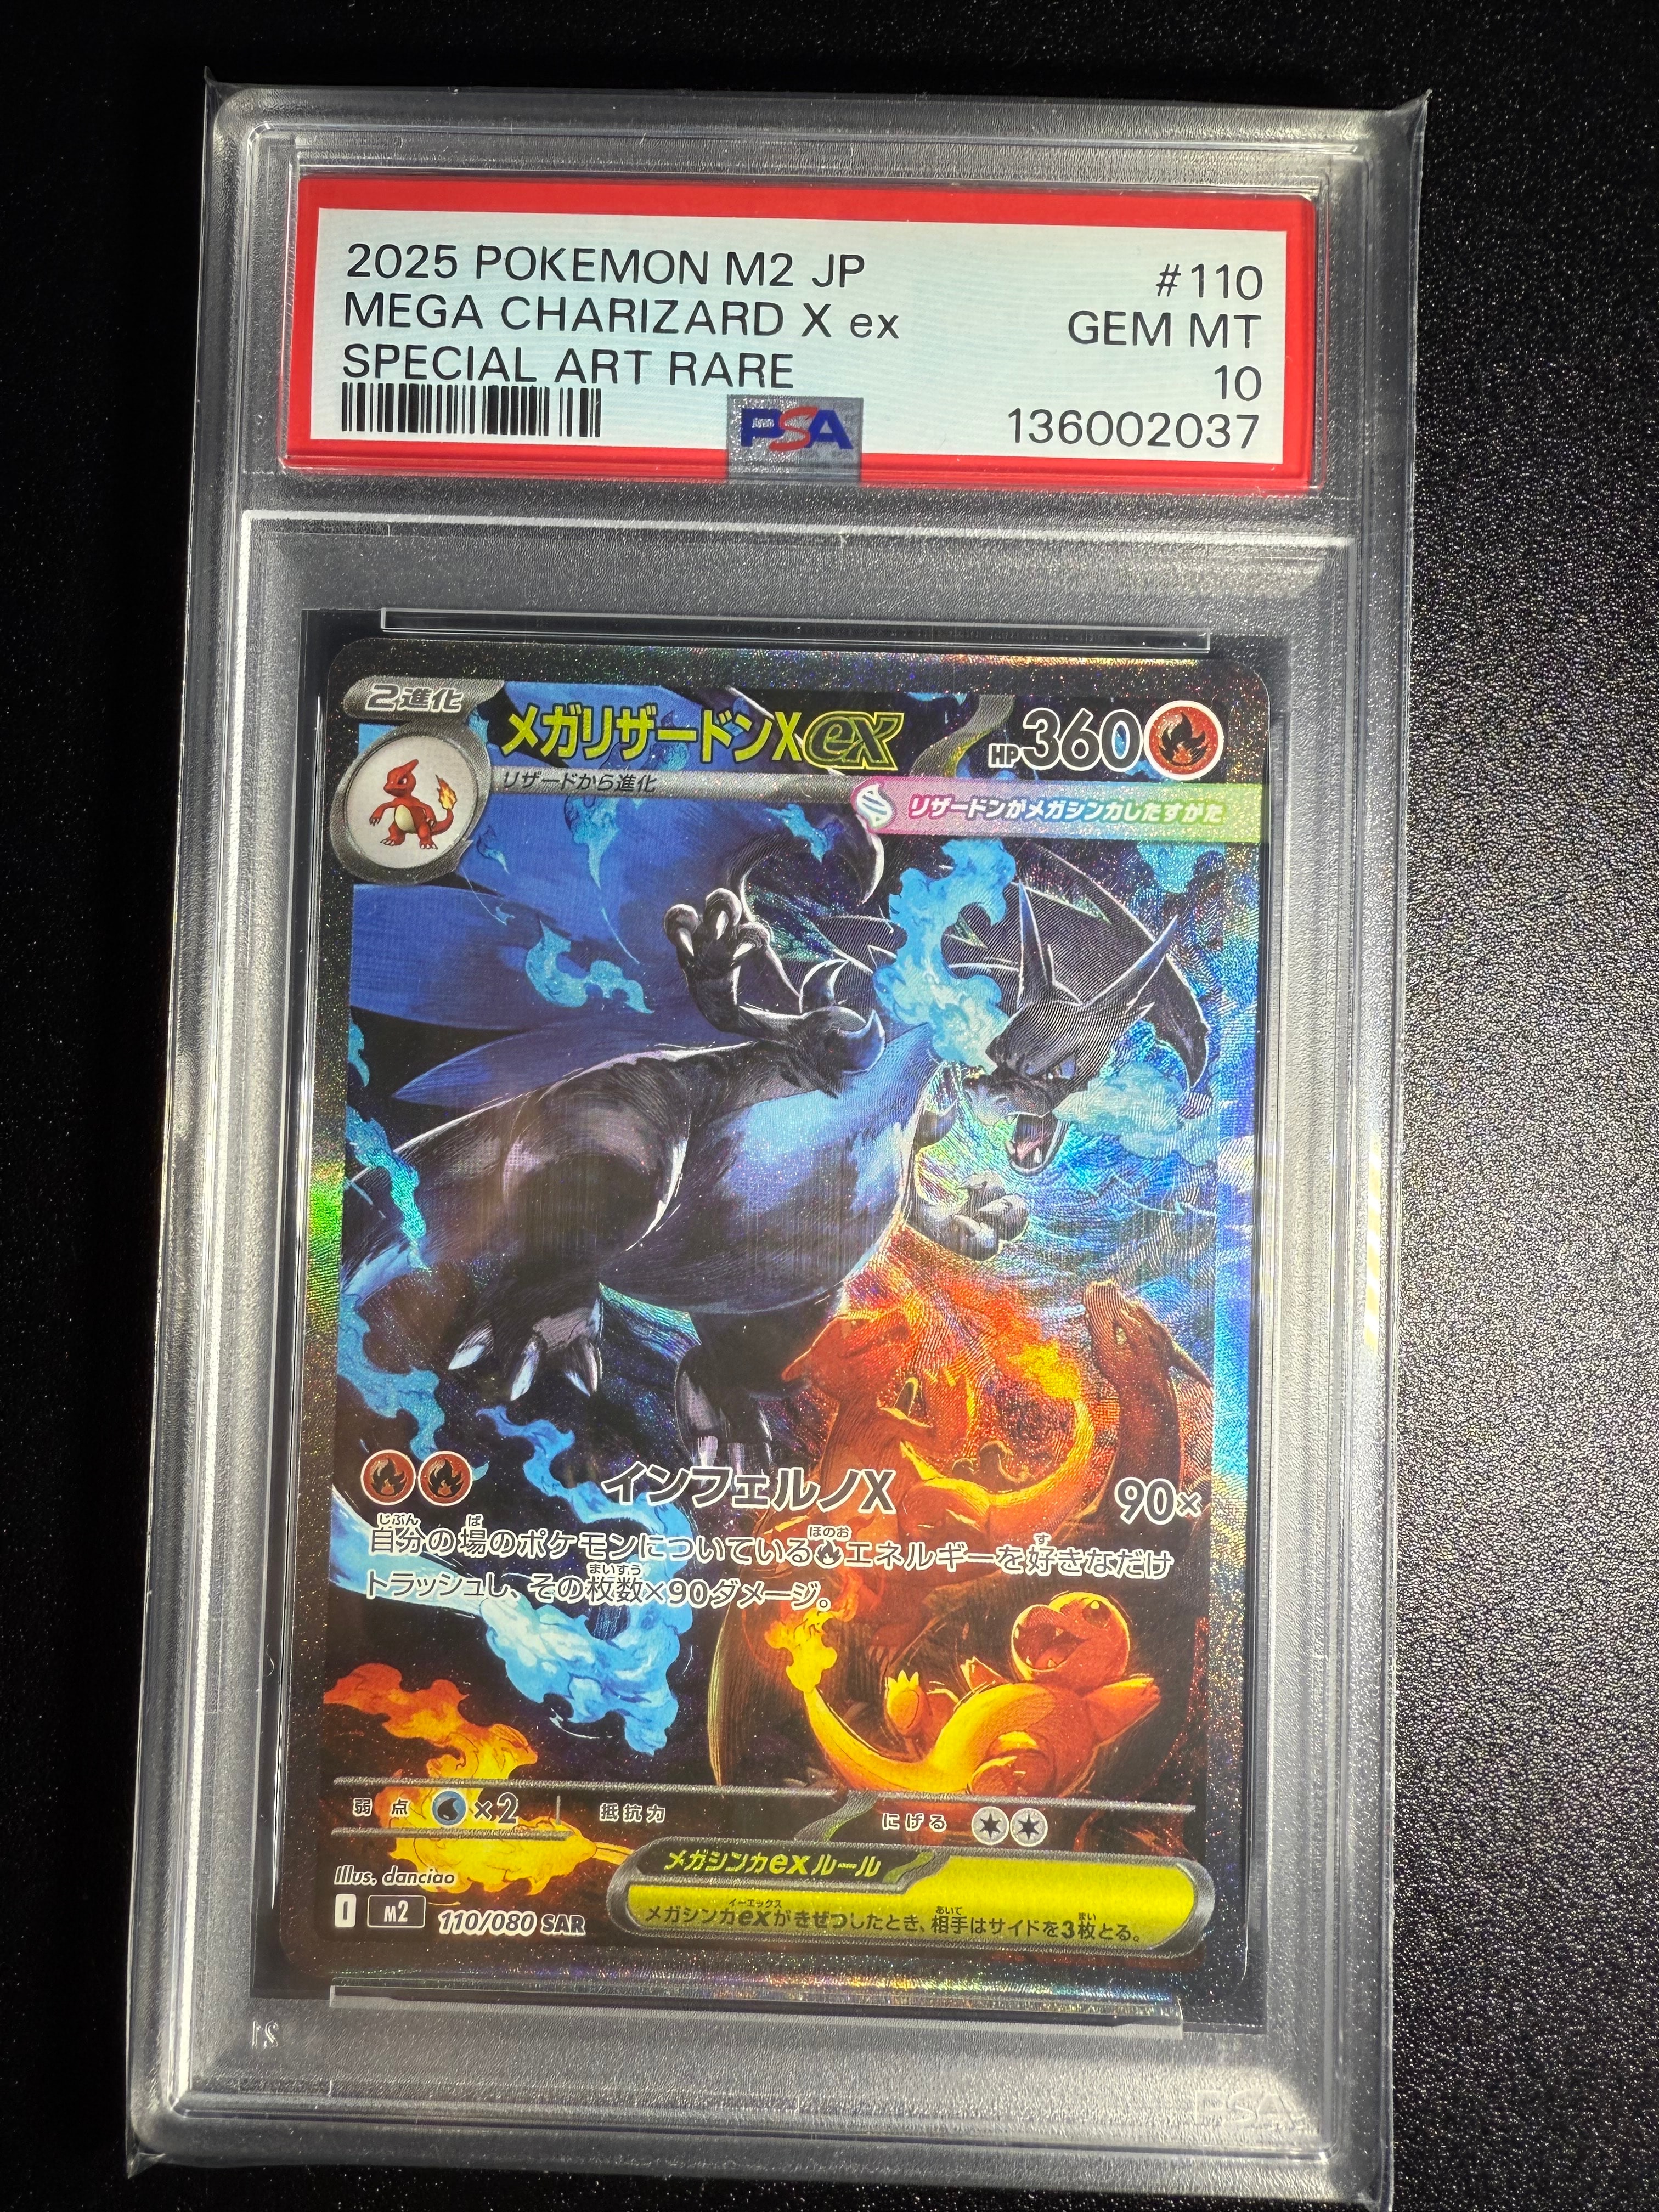 2025 POKEMON M2 JP
#110
MEGA CHARIZARD X ex
GEM MT
SPECIAL ART RARE
10
PSA
136002037
2進化
メガリザードンXex
HP360
リザードから進化
リザードンがメガシンカしたすがた
インフェルノX
90×
自分の場のポケモンについているエネルギーを好きなだけ
トラッシュし、その枚数×90ダメージ。
弱点 ×2 抵抗力 にげる
メガシンカexルール
メガシンカexがきぜつしたとき、相手はサイドを3枚とる。
Illus. danciao
I m2 110/080 SAR
21
PSA